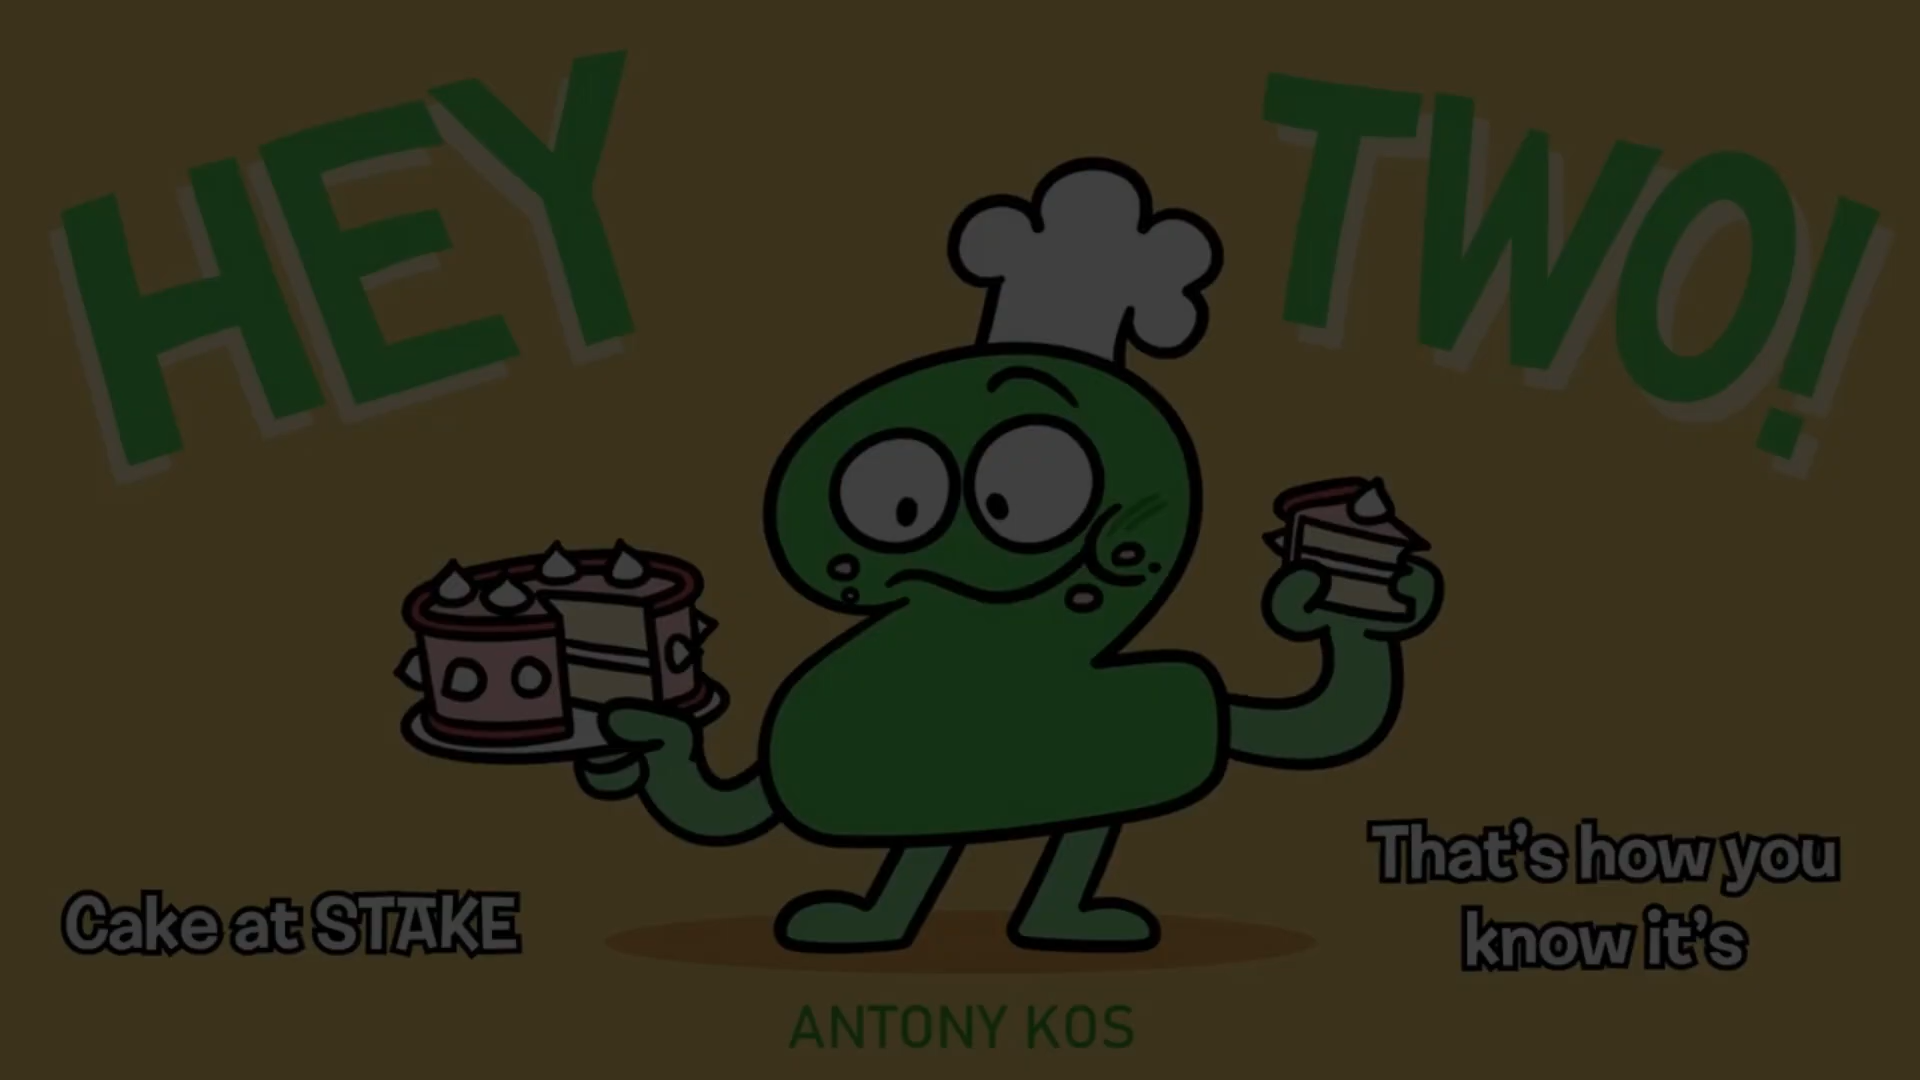 HEY TWO!
Cake at STAKE
That's how you
know it's
ANTONY KOS